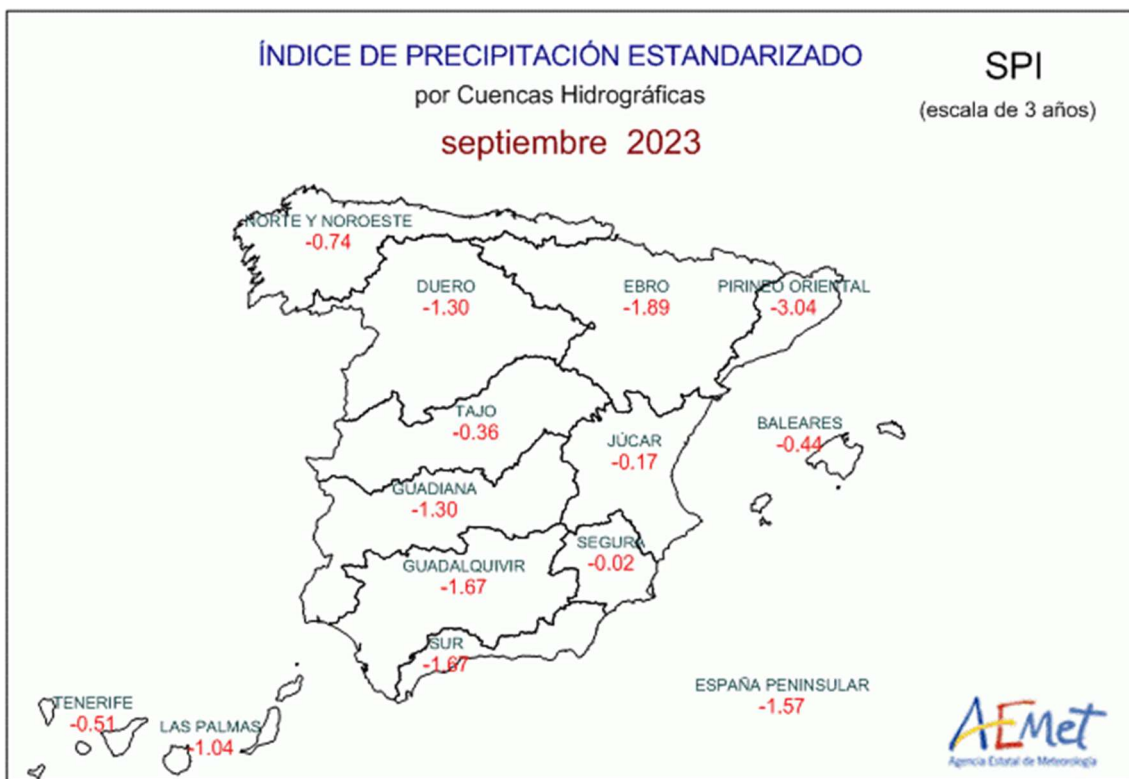 ÍNDICE DE PRECIPITACIÓN ESTANDARIZADO
por Cuencas Hidrográficas
septiembre 2023
SPI
(escala de 3 años)
NORTE Y NOROESTE
-0.74
DUERO
-1.30
EBRO
-1.89
PIRINEO ORIENTAL
-3.04
TAJO
-0.36
JÚCAR
-0.17
BALEARES
-0.44
GUADIANA
-1.30
SEGURA
-0.02
GUADALQUIVIR
-1.67
SUR
-1.67
ESPAÑA PENINSULAR
-1.57
TENERIFE
-0.51
LAS PALMAS
-1.04
AEMet
Agencia Estatal de Meteorología